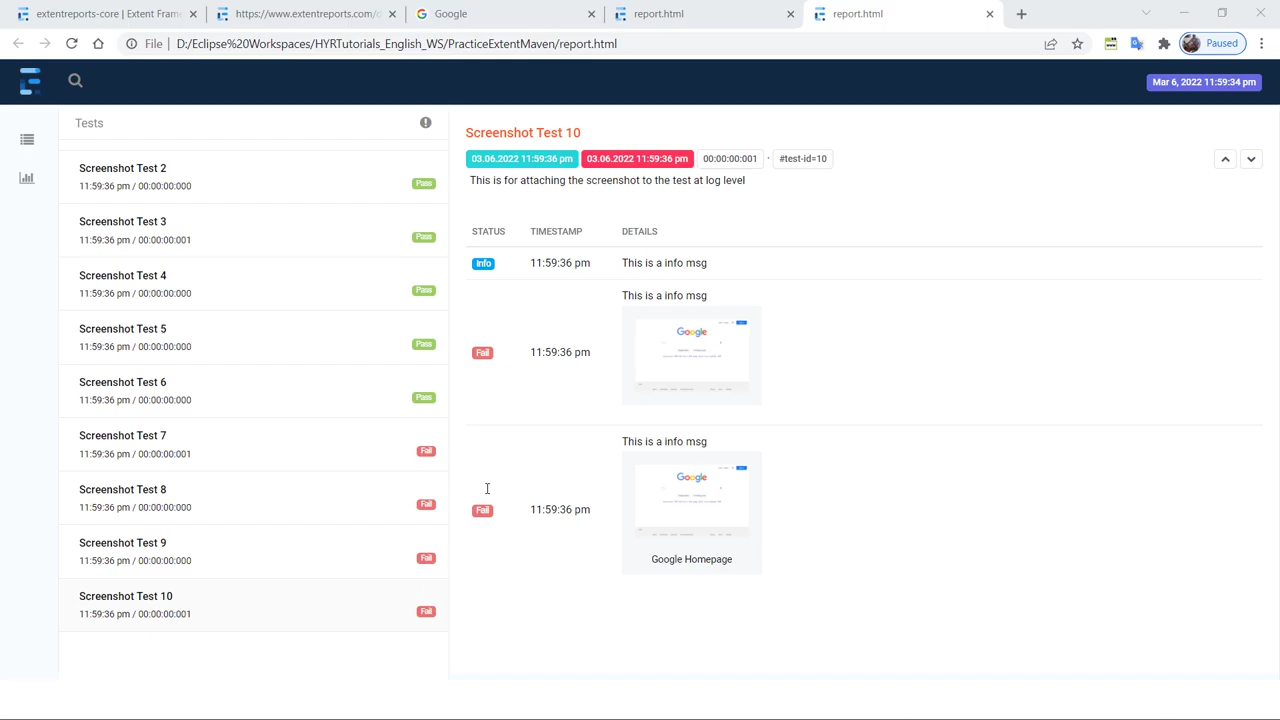 extentreports-core | Extent Fram
https://www.extentreports.com/d
Google
report.html
report.html
File
D:/Eclipse%20Workspaces/HYRTutorials_English_WS/PracticeExtentMaven/report.html
Paused
Mar 6, 2022 11:59:34 pm
Tests
Screenshot Test 2
11:59:36 pm / 00:00:00:000
Pass
Screenshot Test 3
11:59:36 pm / 00:00:00:001
Pass
Screenshot Test 4
11:59:36 pm / 00:00:00:000
Pass
Screenshot Test 5
11:59:36 pm / 00:00:00:000
Pass
Screenshot Test 6
11:59:36 pm / 00:00:00:000
Pass
Screenshot Test 7
11:59:36 pm / 00:00:00:001
Fail
Screenshot Test 8
11:59:36 pm / 00:00:00:000
Fail
Screenshot Test 9
11:59:36 pm / 00:00:00:000
Fail
Screenshot Test 10
11:59:36 pm / 00:00:00:001
Fail
Screenshot Test 10
03.06.2022 11:59:36 pm 03.06.2022 11:59:36 pm 00:00:00:001 · #test-id=10
This is for attaching the screenshot to the test at log level
STATUS TIMESTAMP DETAILS
Info 11:59:36 pm This is a info msg
This is a info msg
Google
Fail 11:59:36 pm
This is a info msg
Google
Fail 11:59:36 pm
Google Homepage